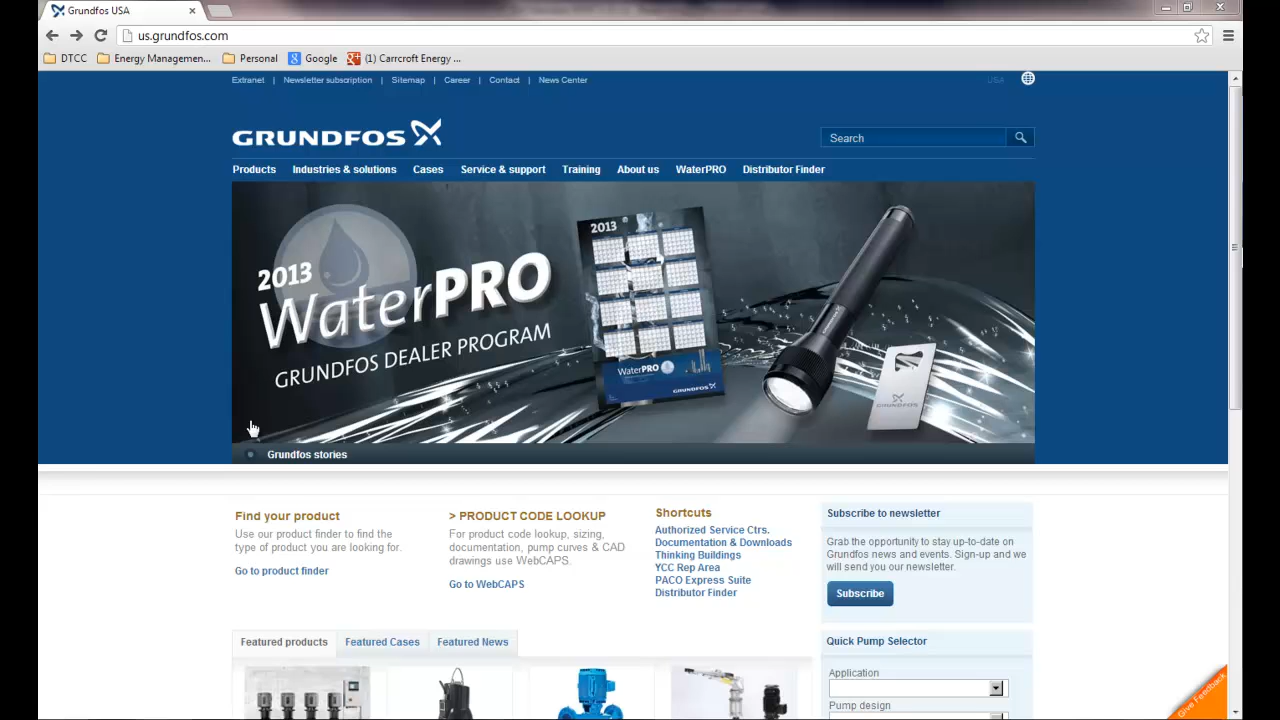 Grundfos USA
us.grundfos.com
DTCC
Energy Managemen...
Personal
Google
(1) Carrcroft Energy ...
Extranet | Newsletter subscription | Sitemap | Career | Contact | News Center
USA
GRUNDFOS
Search
Products
Industries & solutions
Cases
Service & support
Training
About us
WaterPRO
Distributor Finder
2013
WaterPRO
GRUNDFOS DEALER PROGRAM
2013
WaterPRO
GRUNDFOS
GRUNDFOS
Grundfos stories
Find your product
Use our product finder to find the
type of product you are looking for.
Go to product finder
> PRODUCT CODE LOOKUP
For product code lookup, sizing,
documentation, pump curves & CAD
drawings use WebCAPS.
Go to WebCAPS
Shortcuts
Authorized Service Ctrs.
Documentation & Downloads
Thinking Buildings
YCC Rep Area
PACO Express Suite
Distributor Finder
Subscribe to newsletter
Grab the opportunity to stay up-to-date on
Grundfos news and events. Sign-up and we
will send you our newsletter.
Subscribe
Featured products
Featured Cases
Featured News
Quick Pump Selector
Application
Pump design
Give Feedback